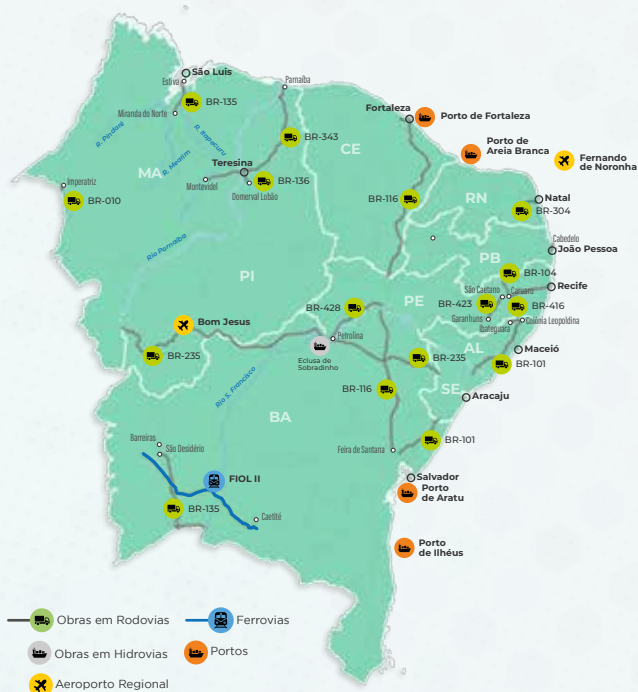 São Luis
Estiva
BR-135
Parnaíba
Miranda do Norte
R. Pindaré
R. Itapecuru
R. Mearim
BR-343
Fortaleza
Porto de Fortaleza
Porto de
Areia Branca
Fernando
de Noronha
CE
MA
Teresina
Montevidel
BR-136
Domerval Lobão
Imperatriz
BR-010
BR-116
RN
Natal
BR-304
Rio Parnaíba
Cabedelo
João Pessoa
PB
BR-104
PI
Recife
São Caetano
Caruaru
BR-423
BR-416
PE
BR-428
Garanhuns
Ibateguara
Colônia Leopoldina
Bom Jesus
Petrolina
Eclusa de
Sobradinho
AL
Maceió
BR-101
BR-235
BR-235
SE
Rio S. Francisco
BR-116
Aracaju
BA
BR-101
Barreiras
São Desidério
Feira de Santana
FIOL II
Salvador
Porto
de Aratu
BR-135
Caetité
Porto
de Ilhéus
Obras em Rodovias
Ferrovias
Obras em Hidrovias
Portos
Aeroporto Regional